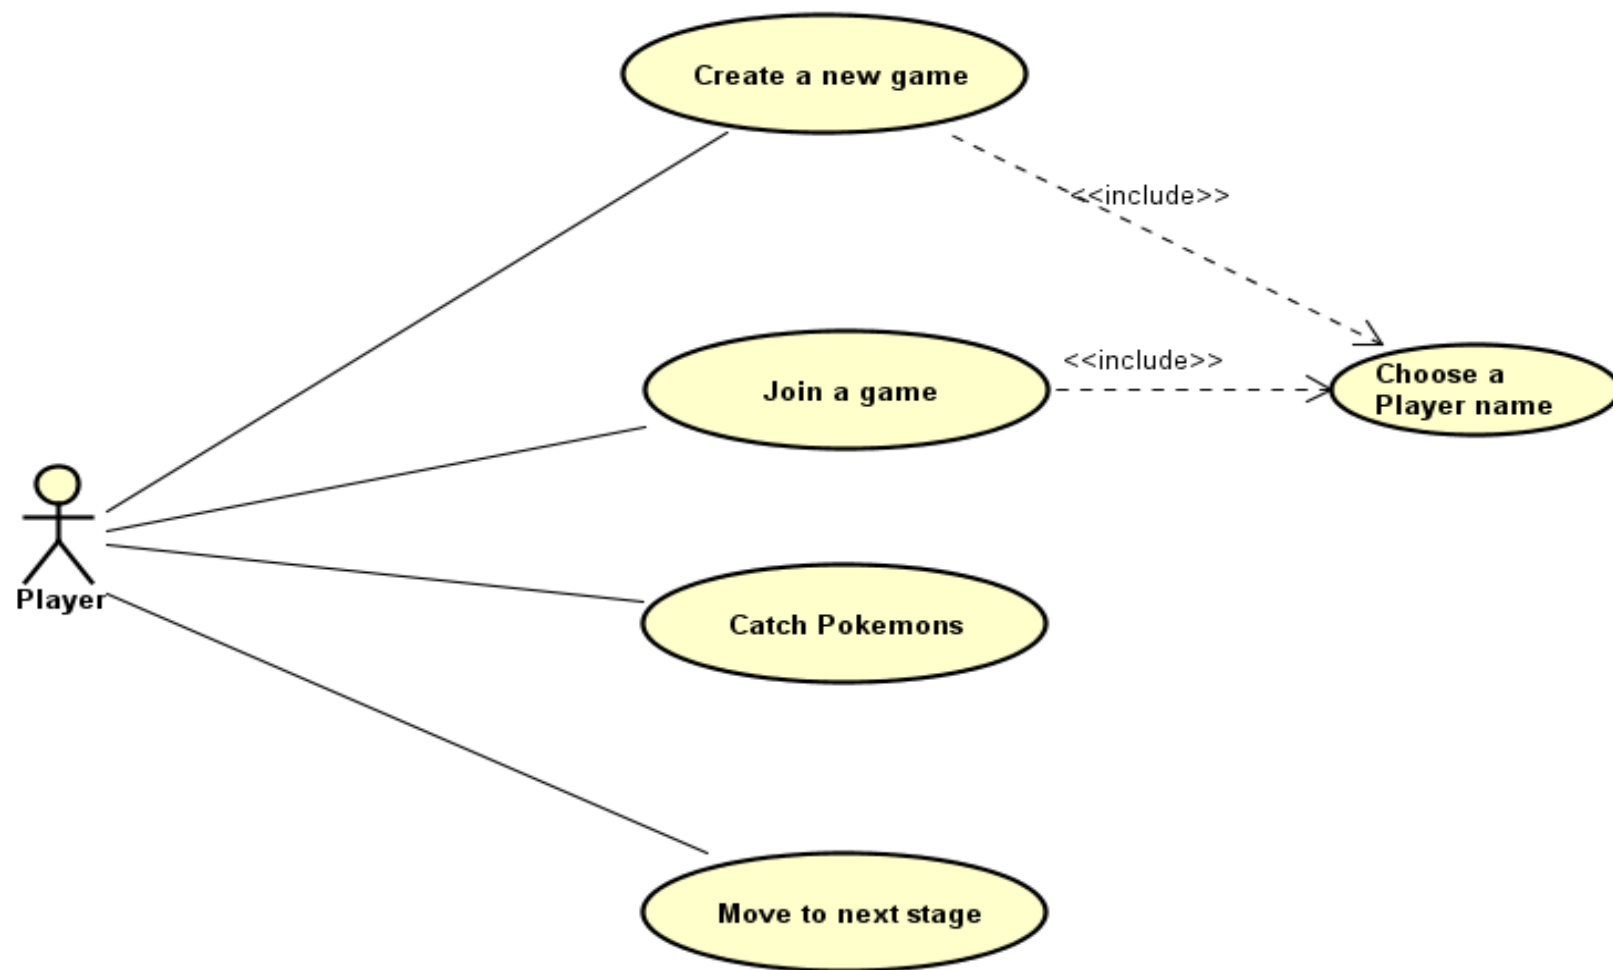 Create a new game
<<include>>
<<include>>
Join a game
Choose a
Player name
Player
Catch Pokemons
Move to next stage